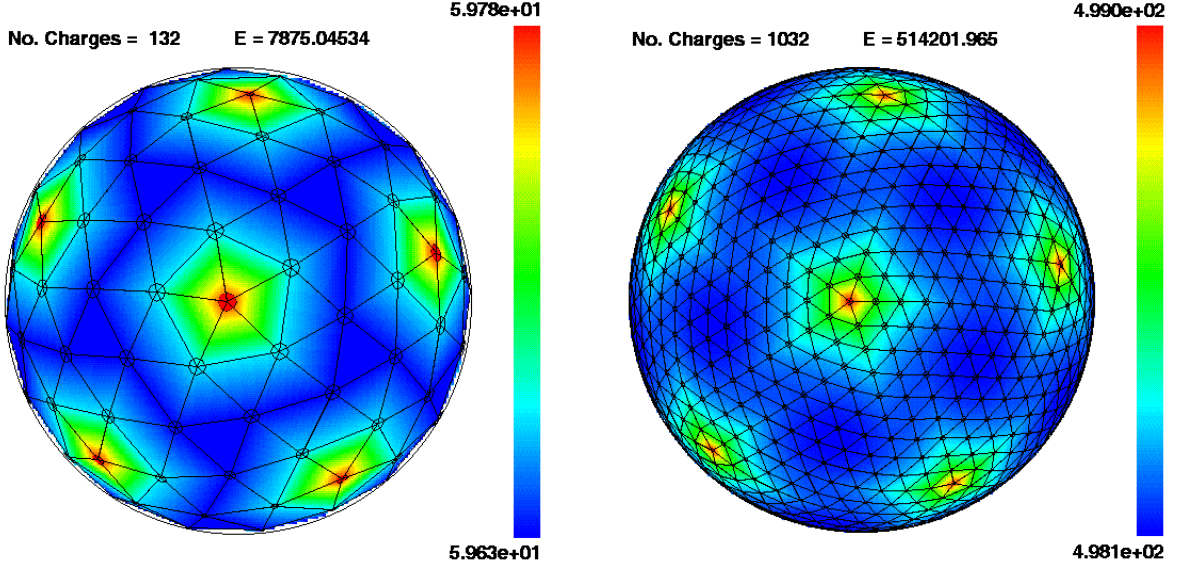 5.978e+01
No. Charges = 132 E = 7875.04534
5.963e+01
4.990e+02
No. Charges = 1032 E = 514201.965
4.981e+02